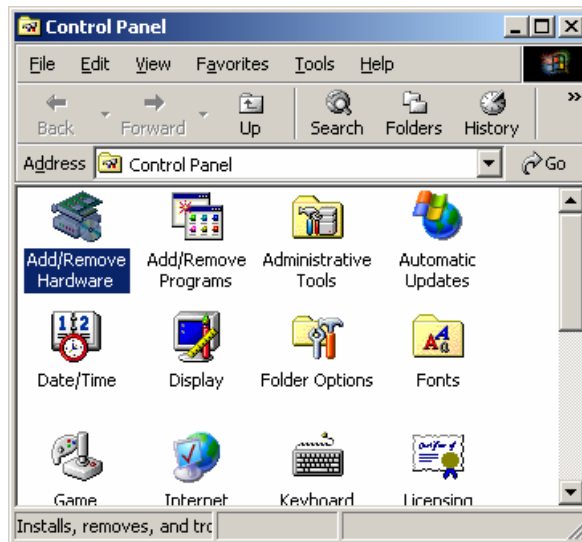 Control Panel
File Edit View Favorites Tools Help
Back Forward Up Search Folders History »
Address Control Panel Go
Add/Remove Hardware
Add/Remove Programs
Administrative Tools
Automatic Updates
12
Date/Time
Display
Folder Options
Fonts
Game
Internet
Keyboard
Licensing
Installs, removes, and tro